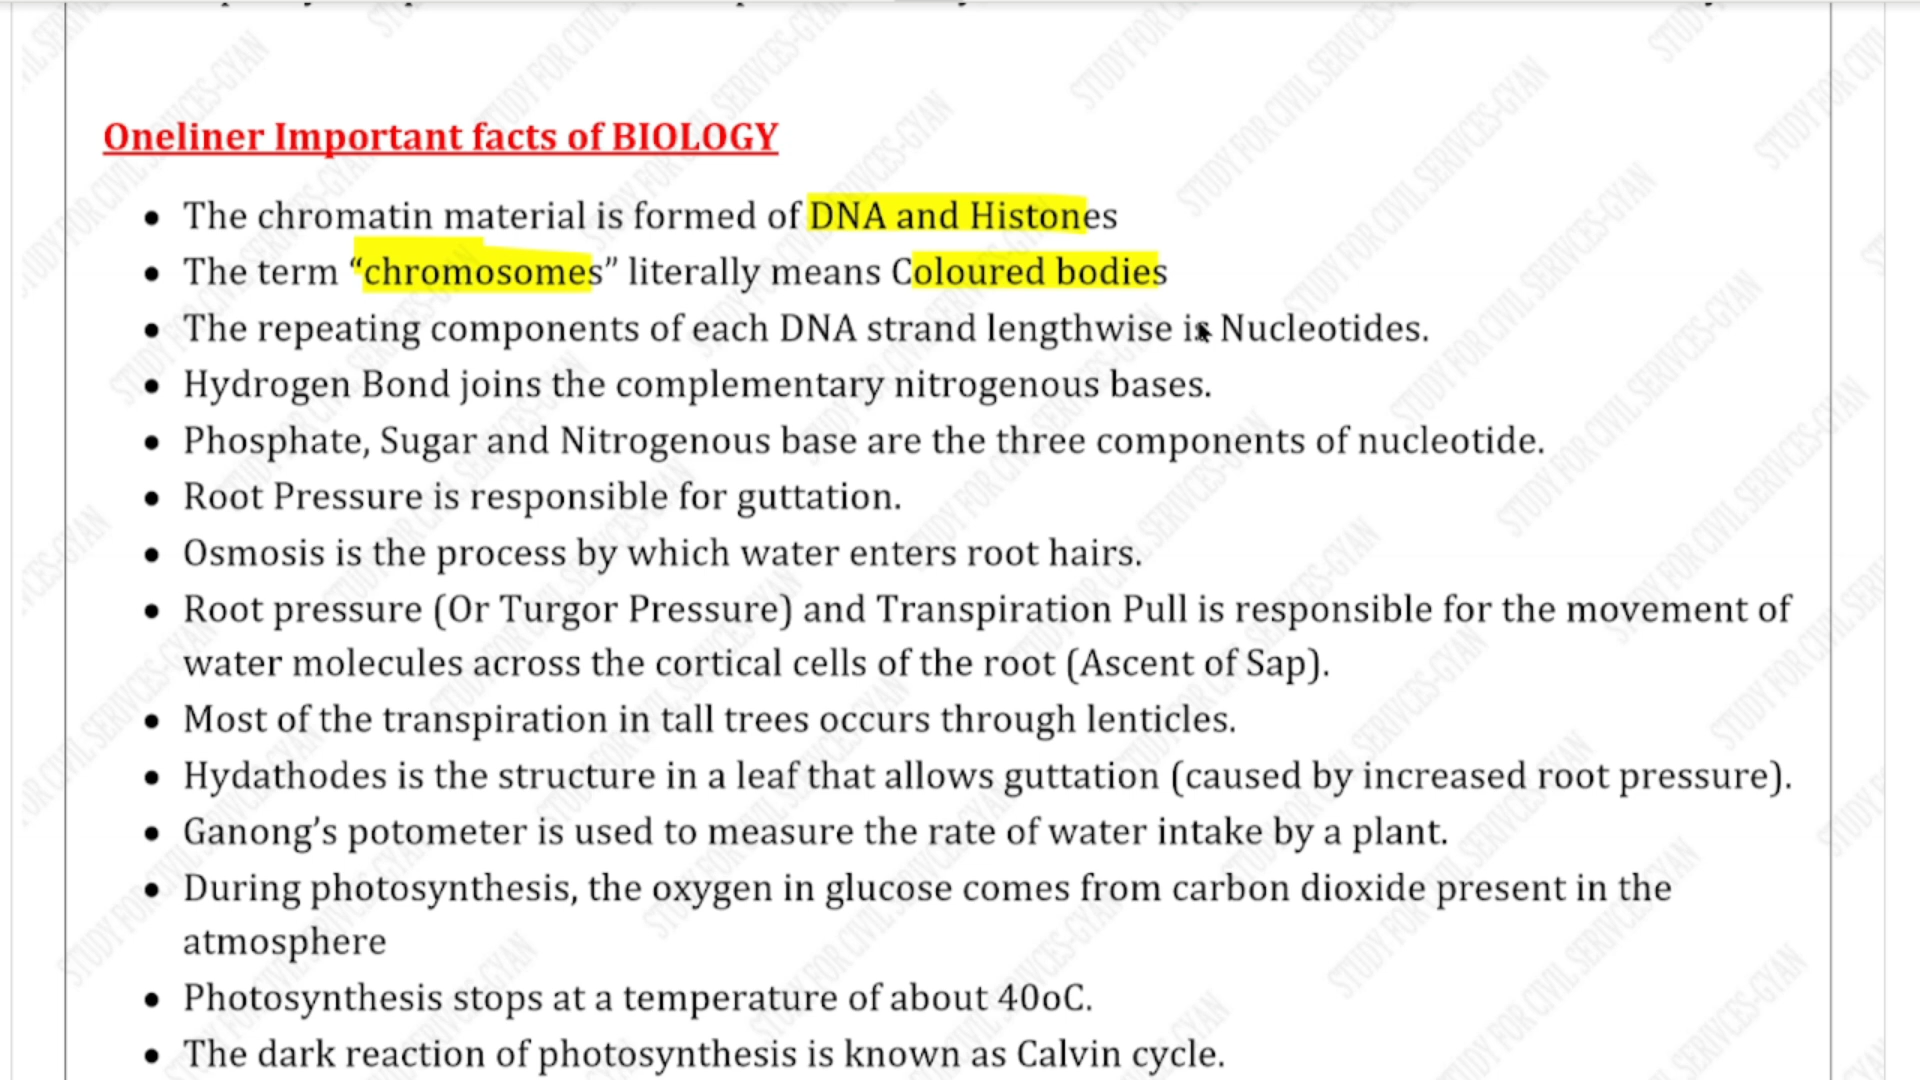 Oneliner Important facts of BIOLOGY
• The chromatin material is formed of DNA and Histones
• The term “chromosomes” literally means Coloured bodies
• The repeating components of each DNA strand lengthwise is Nucleotides.
• Hydrogen Bond joins the complementary nitrogenous bases.
• Phosphate, Sugar and Nitrogenous base are the three components of nucleotide.
• Root Pressure is responsible for guttation.
• Osmosis is the process by which water enters root hairs.
• Root pressure (Or Turgor Pressure) and Transpiration Pull is responsible for the movement of
water molecules across the cortical cells of the root (Ascent of Sap).
• Most of the transpiration in tall trees occurs through lenticles.
• Hydathodes is the structure in a leaf that allows guttation (caused by increased root pressure).
• Ganong’s potometer is used to measure the rate of water intake by a plant.
• During photosynthesis, the oxygen in glucose comes from carbon dioxide present in the
atmosphere
• Photosynthesis stops at a temperature of about 40oC.
• The dark reaction of photosynthesis is known as Calvin cycle.
STUDY FOR CIVIL SERIVCES-GYAN